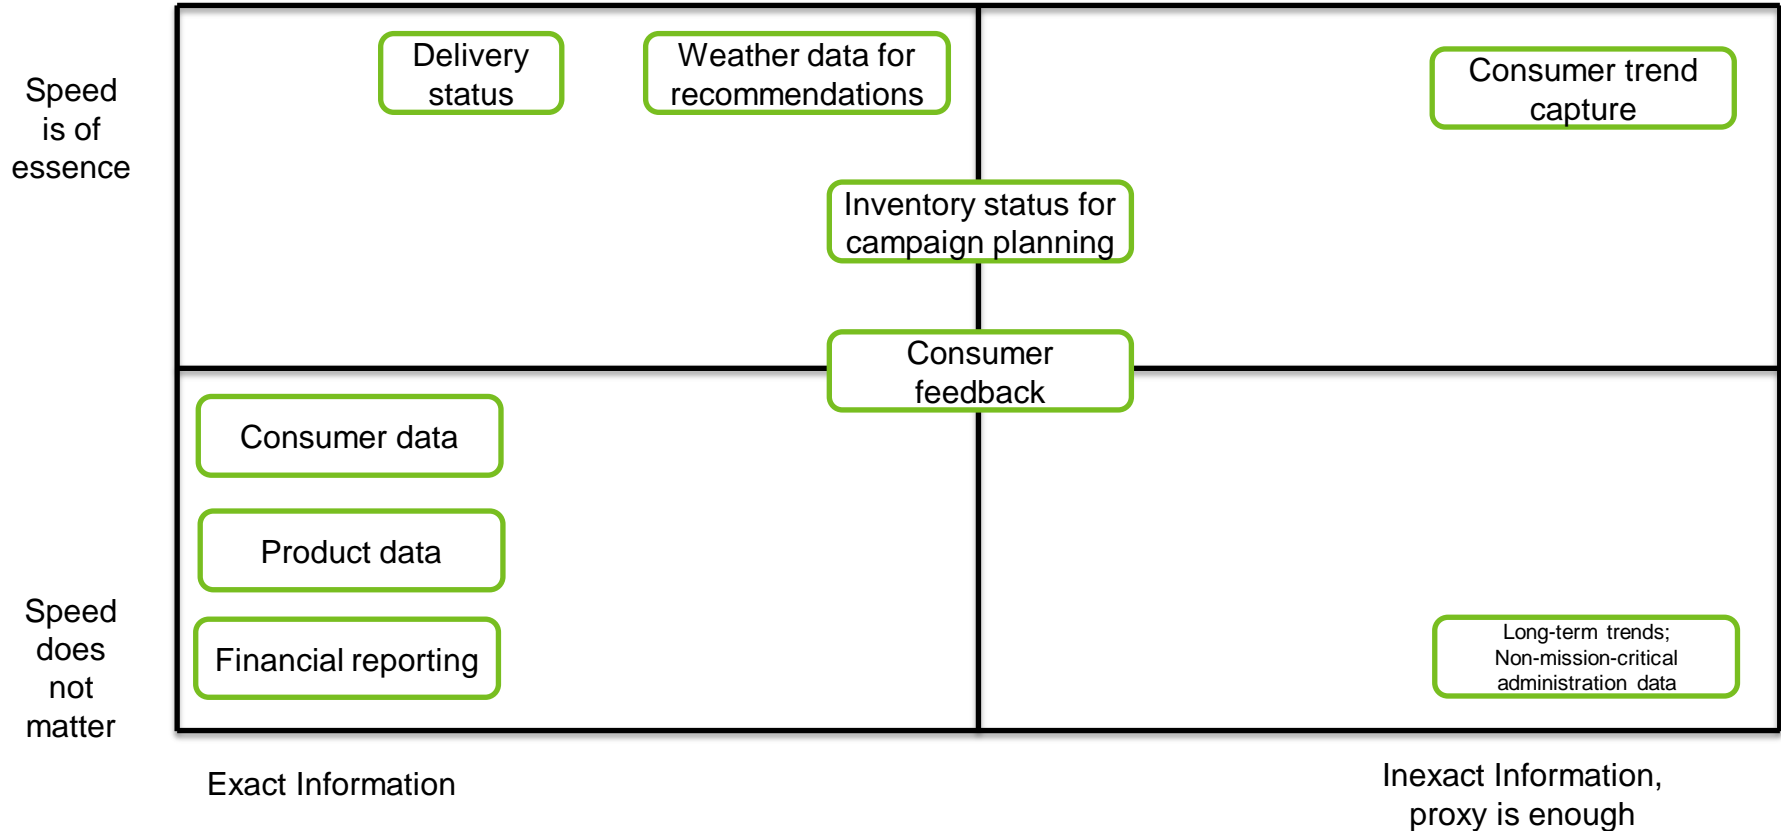 Speed
is of
essence
Delivery
status
Weather data for
recommendations
Consumer trend
capture
Inventory status for
campaign planning
Consumer
feedback
Consumer data
Product data
Financial reporting
Speed
does
not
matter
Long-term trends;
Non-mission-critical
administration data
Exact Information
Inexact Information,
proxy is enough